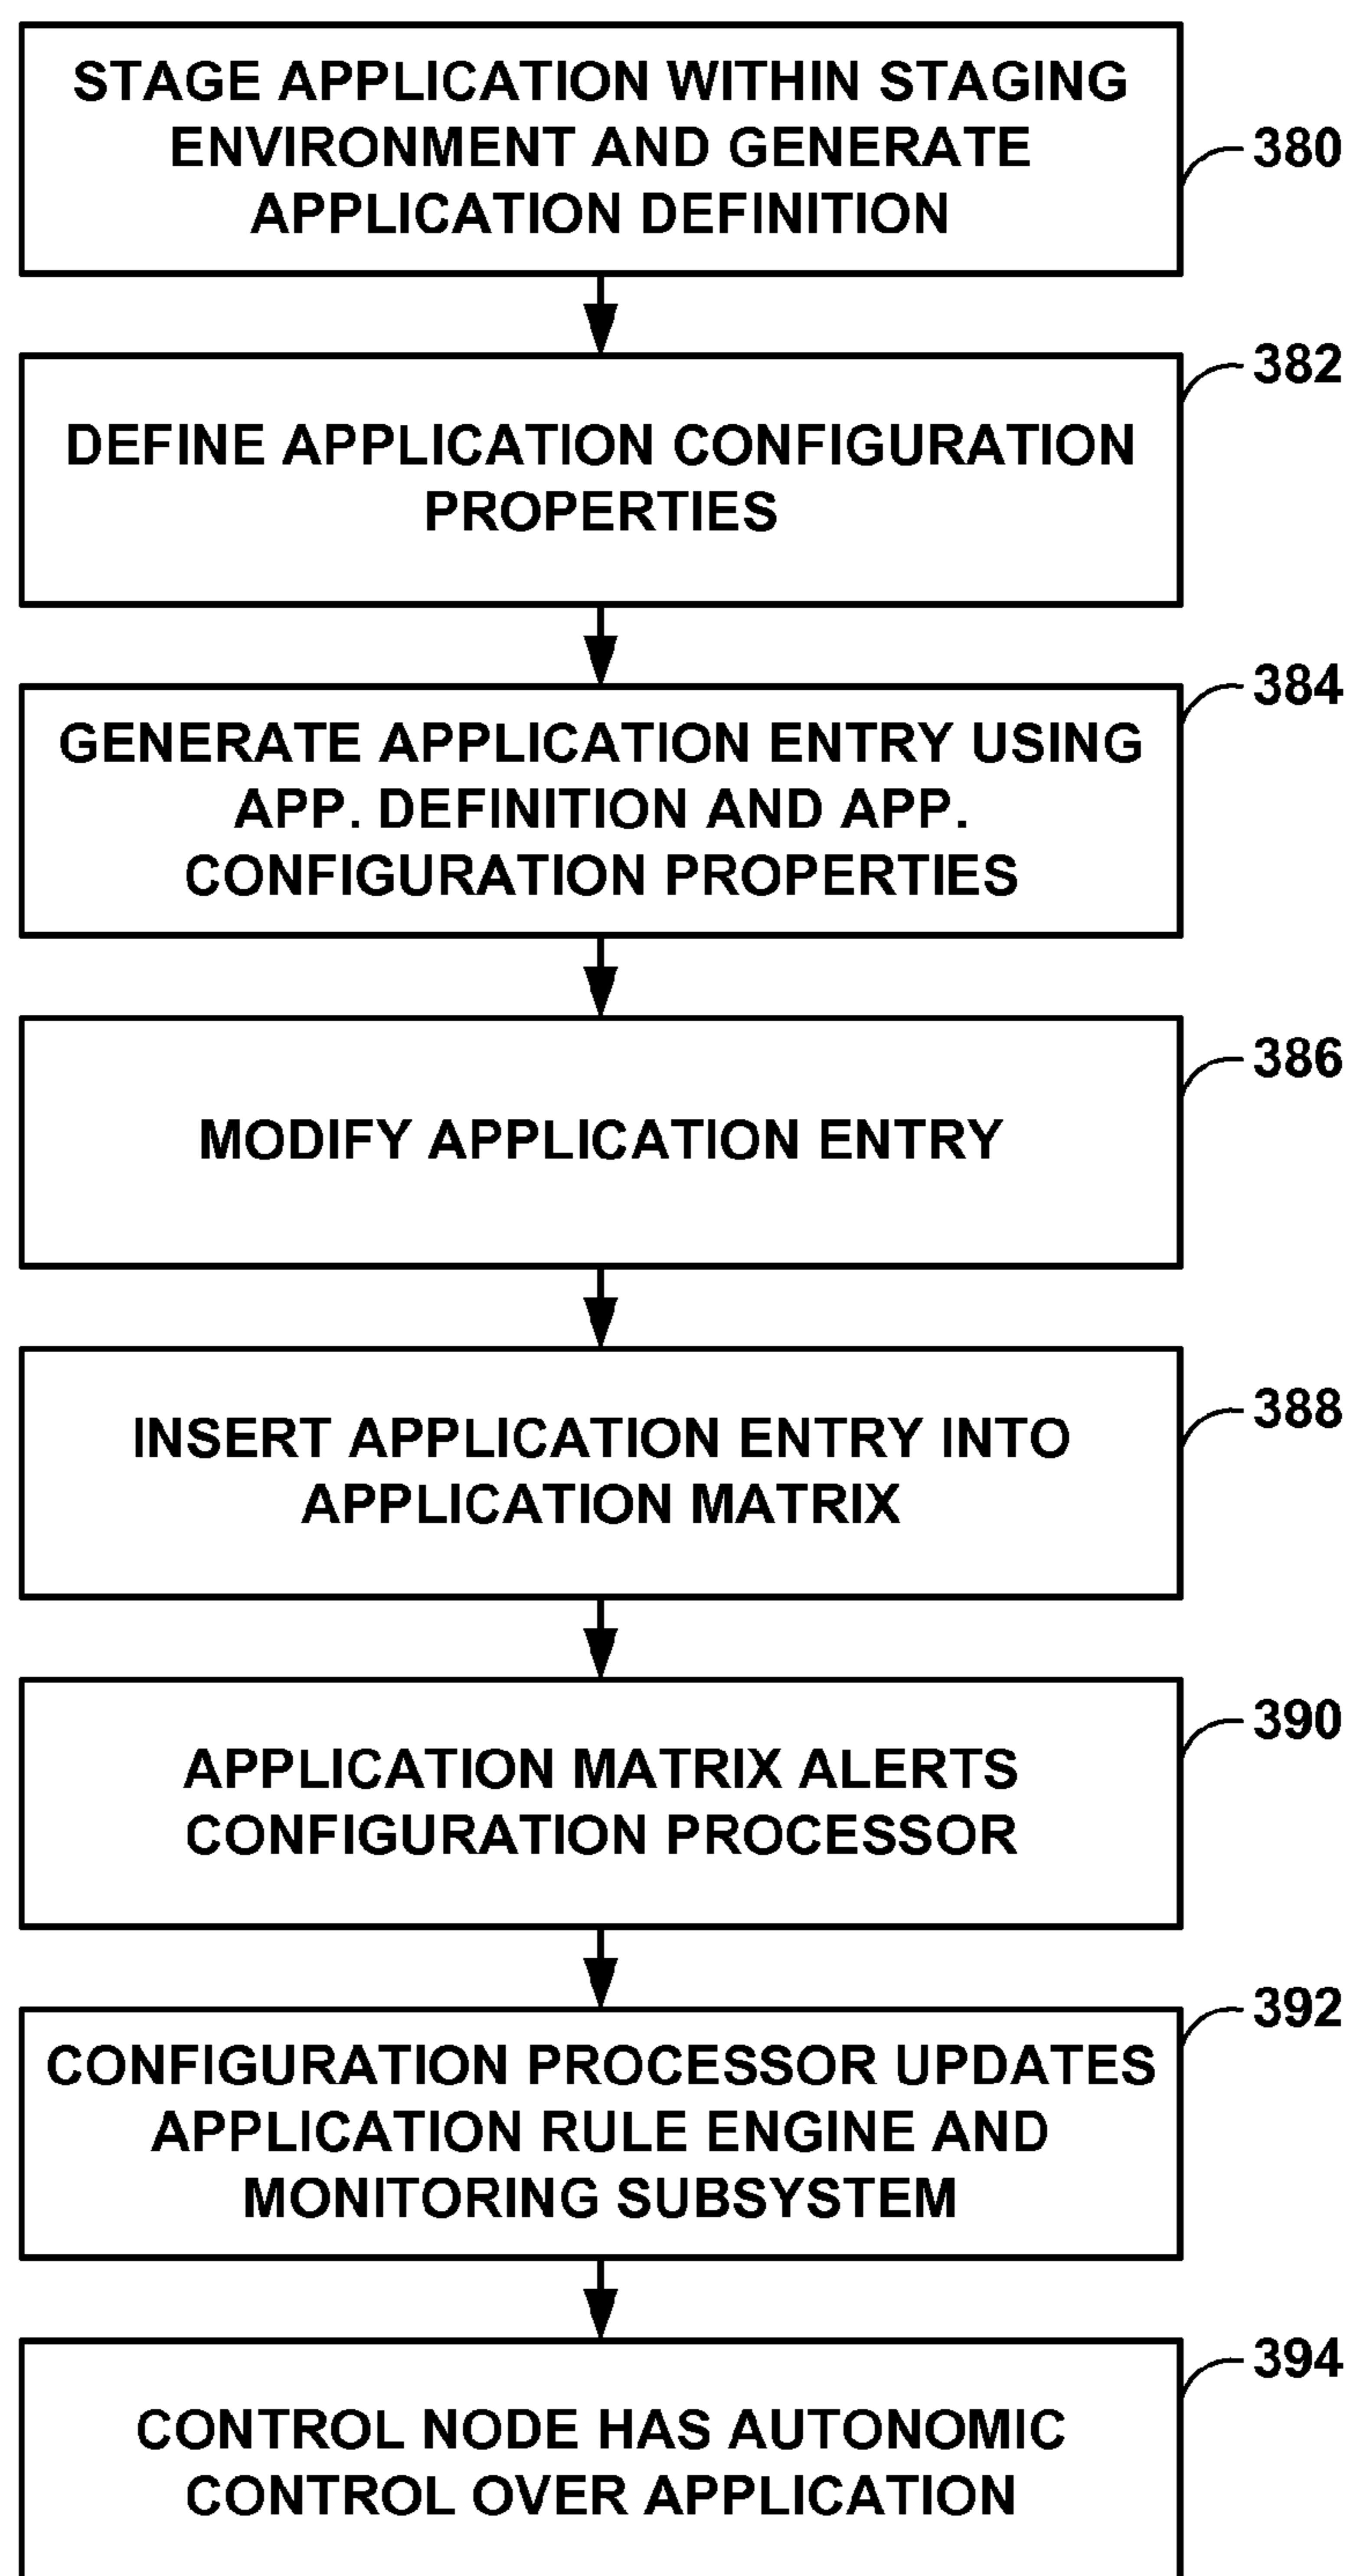 STAGE APPLICATION WITHIN STAGING
ENVIRONMENT AND GENERATE
APPLICATION DEFINITION
380
382
DEFINE APPLICATION CONFIGURATION
PROPERTIES
384
GENERATE APPLICATION ENTRY USING
APP. DEFINITION AND APP.
CONFIGURATION PROPERTIES
386
MODIFY APPLICATION ENTRY
388
INSERT APPLICATION ENTRY INTO
APPLICATION MATRIX
390
APPLICATION MATRIX ALERTS
CONFIGURATION PROCESSOR
392
CONFIGURATION PROCESSOR UPDATES
APPLICATION RULE ENGINE AND
MONITORING SUBSYSTEM
394
CONTROL NODE HAS AUTONOMIC
CONTROL OVER APPLICATION